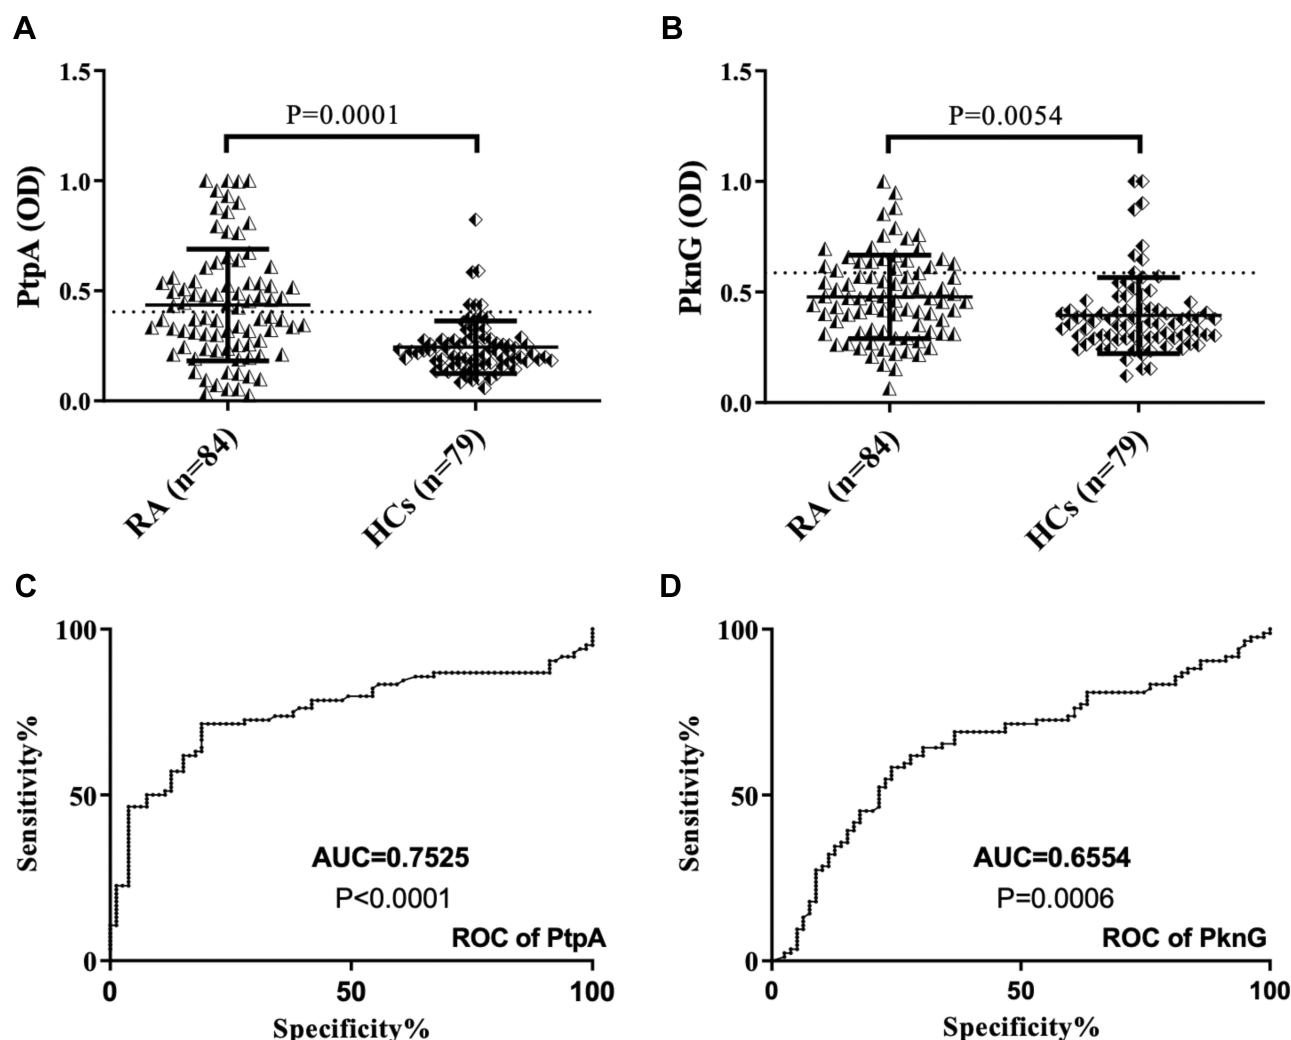 A
1.5
1.0
0.5
0.0
PtpA (OD)
P=0.0001
RA (n=84)
HCs (n=79)
B
1.5
1.0
0.5
0.0
PknG (OD)
P=0.0054
RA (n=84)
HCs (n=79)
C
100
50
0
Sensitivity%
AUC=0.7525
P<0.0001
ROC of PtpA
0
50
100
Specificity%
D
100
50
0
Sensitivity%
AUC=0.6554
P=0.0006
ROC of PknG
0
50
100
Specificity%